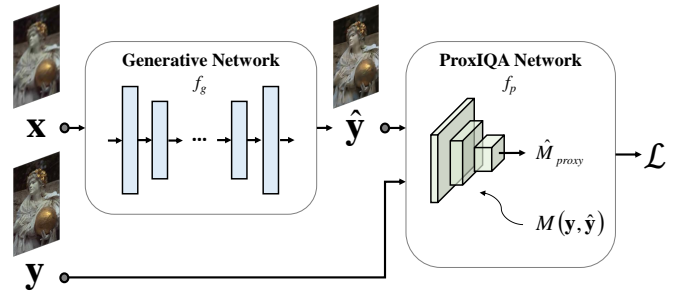 Generative Network
f_g
x
...
ŷ
ProxIQA Network
f_p
M̂_proxy
M(y, ŷ)
ℒ
y